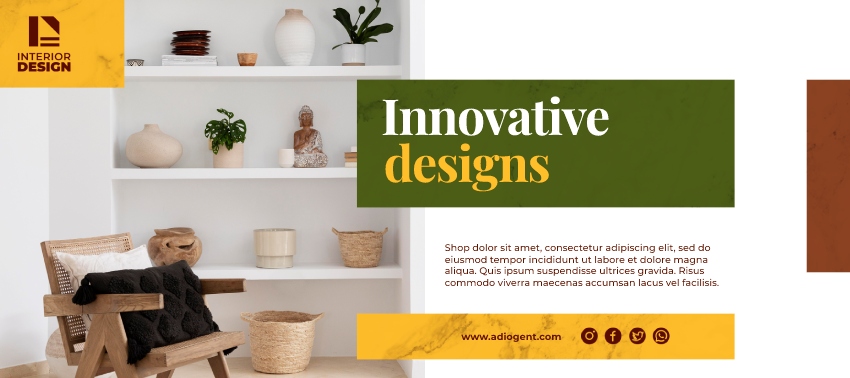 INTERIOR
DESIGN
Innovative
designs
Shop dolor sit amet, consectetur adipiscing elit, sed do
eiusmod tempor incididunt ut labore et dolore magna
aliqua. Quis ipsum suspendisse ultrices gravida. Risus
commodo viverra maecenas accumsan lacus vel facilisis.
www.adiogent.com